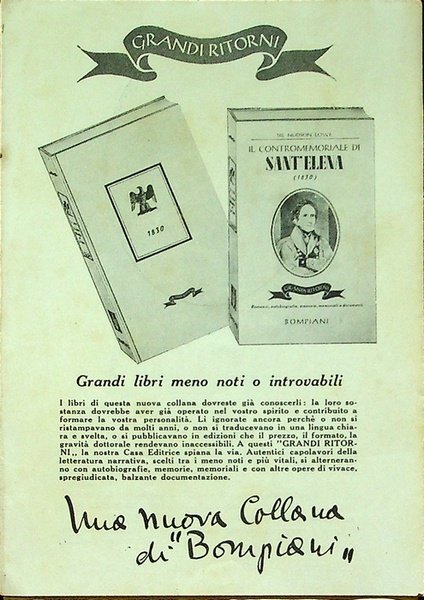 GRANDI RITORNI
1830
SIR HUDSON LOWE
IL CONTROMEMORIALE DI
SANT'ELENA
(1830)
GRANDI RITORNI
Romanzi, autobiografie, memorie, memoriali e documenti
BOMPIANI
Grandi libri meno noti o introvabili
I libri di questa nuova collana dovreste già conoscerli: la loro so-
stanza dovrebbe aver già operato nel vostro spirito e contribuito a
formare la vostra personalità. Li ignorate ancora perchè o non si
ristampavano da molti anni, o non si traducevano in una lingua chia-
ra e svelta, o si pubblicavano in edizioni che il prezzo, il formato, la
gravità dottorale rendevano inaccessibili. A questi "GRANDI RITOR-
NI„ la nostra Casa Editrice spiana la via. Autentici capolavori della
letteratura narrativa, scelti tra i meno noti e più vitali, si alterneran-
no con autobiografie, memorie, memoriali e con altre opere di vivace,
spregiudicata, balzante documentazione.
Una nuova Collana
di "Bompiani„